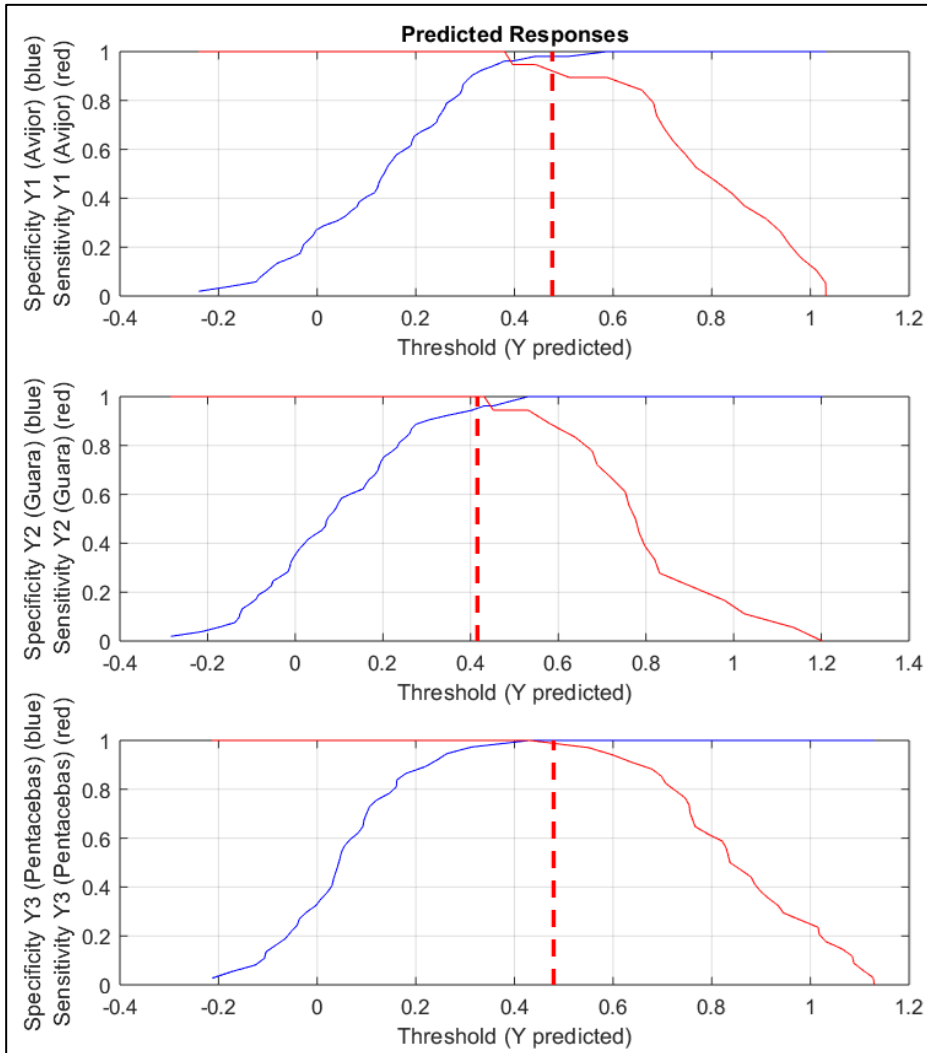 Predicted Responses
Specificity Y1 (Avijor) (blue)
Sensitivity Y1 (Avijor) (red)
1
0.8
0.6
0.4
0.2
0
-0.4 -0.2 0 0.2 0.4 0.6 0.8 1 1.2
Threshold (Y predicted)
Specificity Y2 (Guara) (blue)
Sensitivity Y2 (Guara) (red)
1
0.8
0.6
0.4
0.2
0
-0.4 -0.2 0 0.2 0.4 0.6 0.8 1 1.2 1.4
Threshold (Y predicted)
Specificity Y3 (Pentacebas) (blue)
Sensitivity Y3 (Pentacebas) (red)
1
0.8
0.6
0.4
0.2
0
-0.4 -0.2 0 0.2 0.4 0.6 0.8 1 1.2
Threshold (Y predicted)